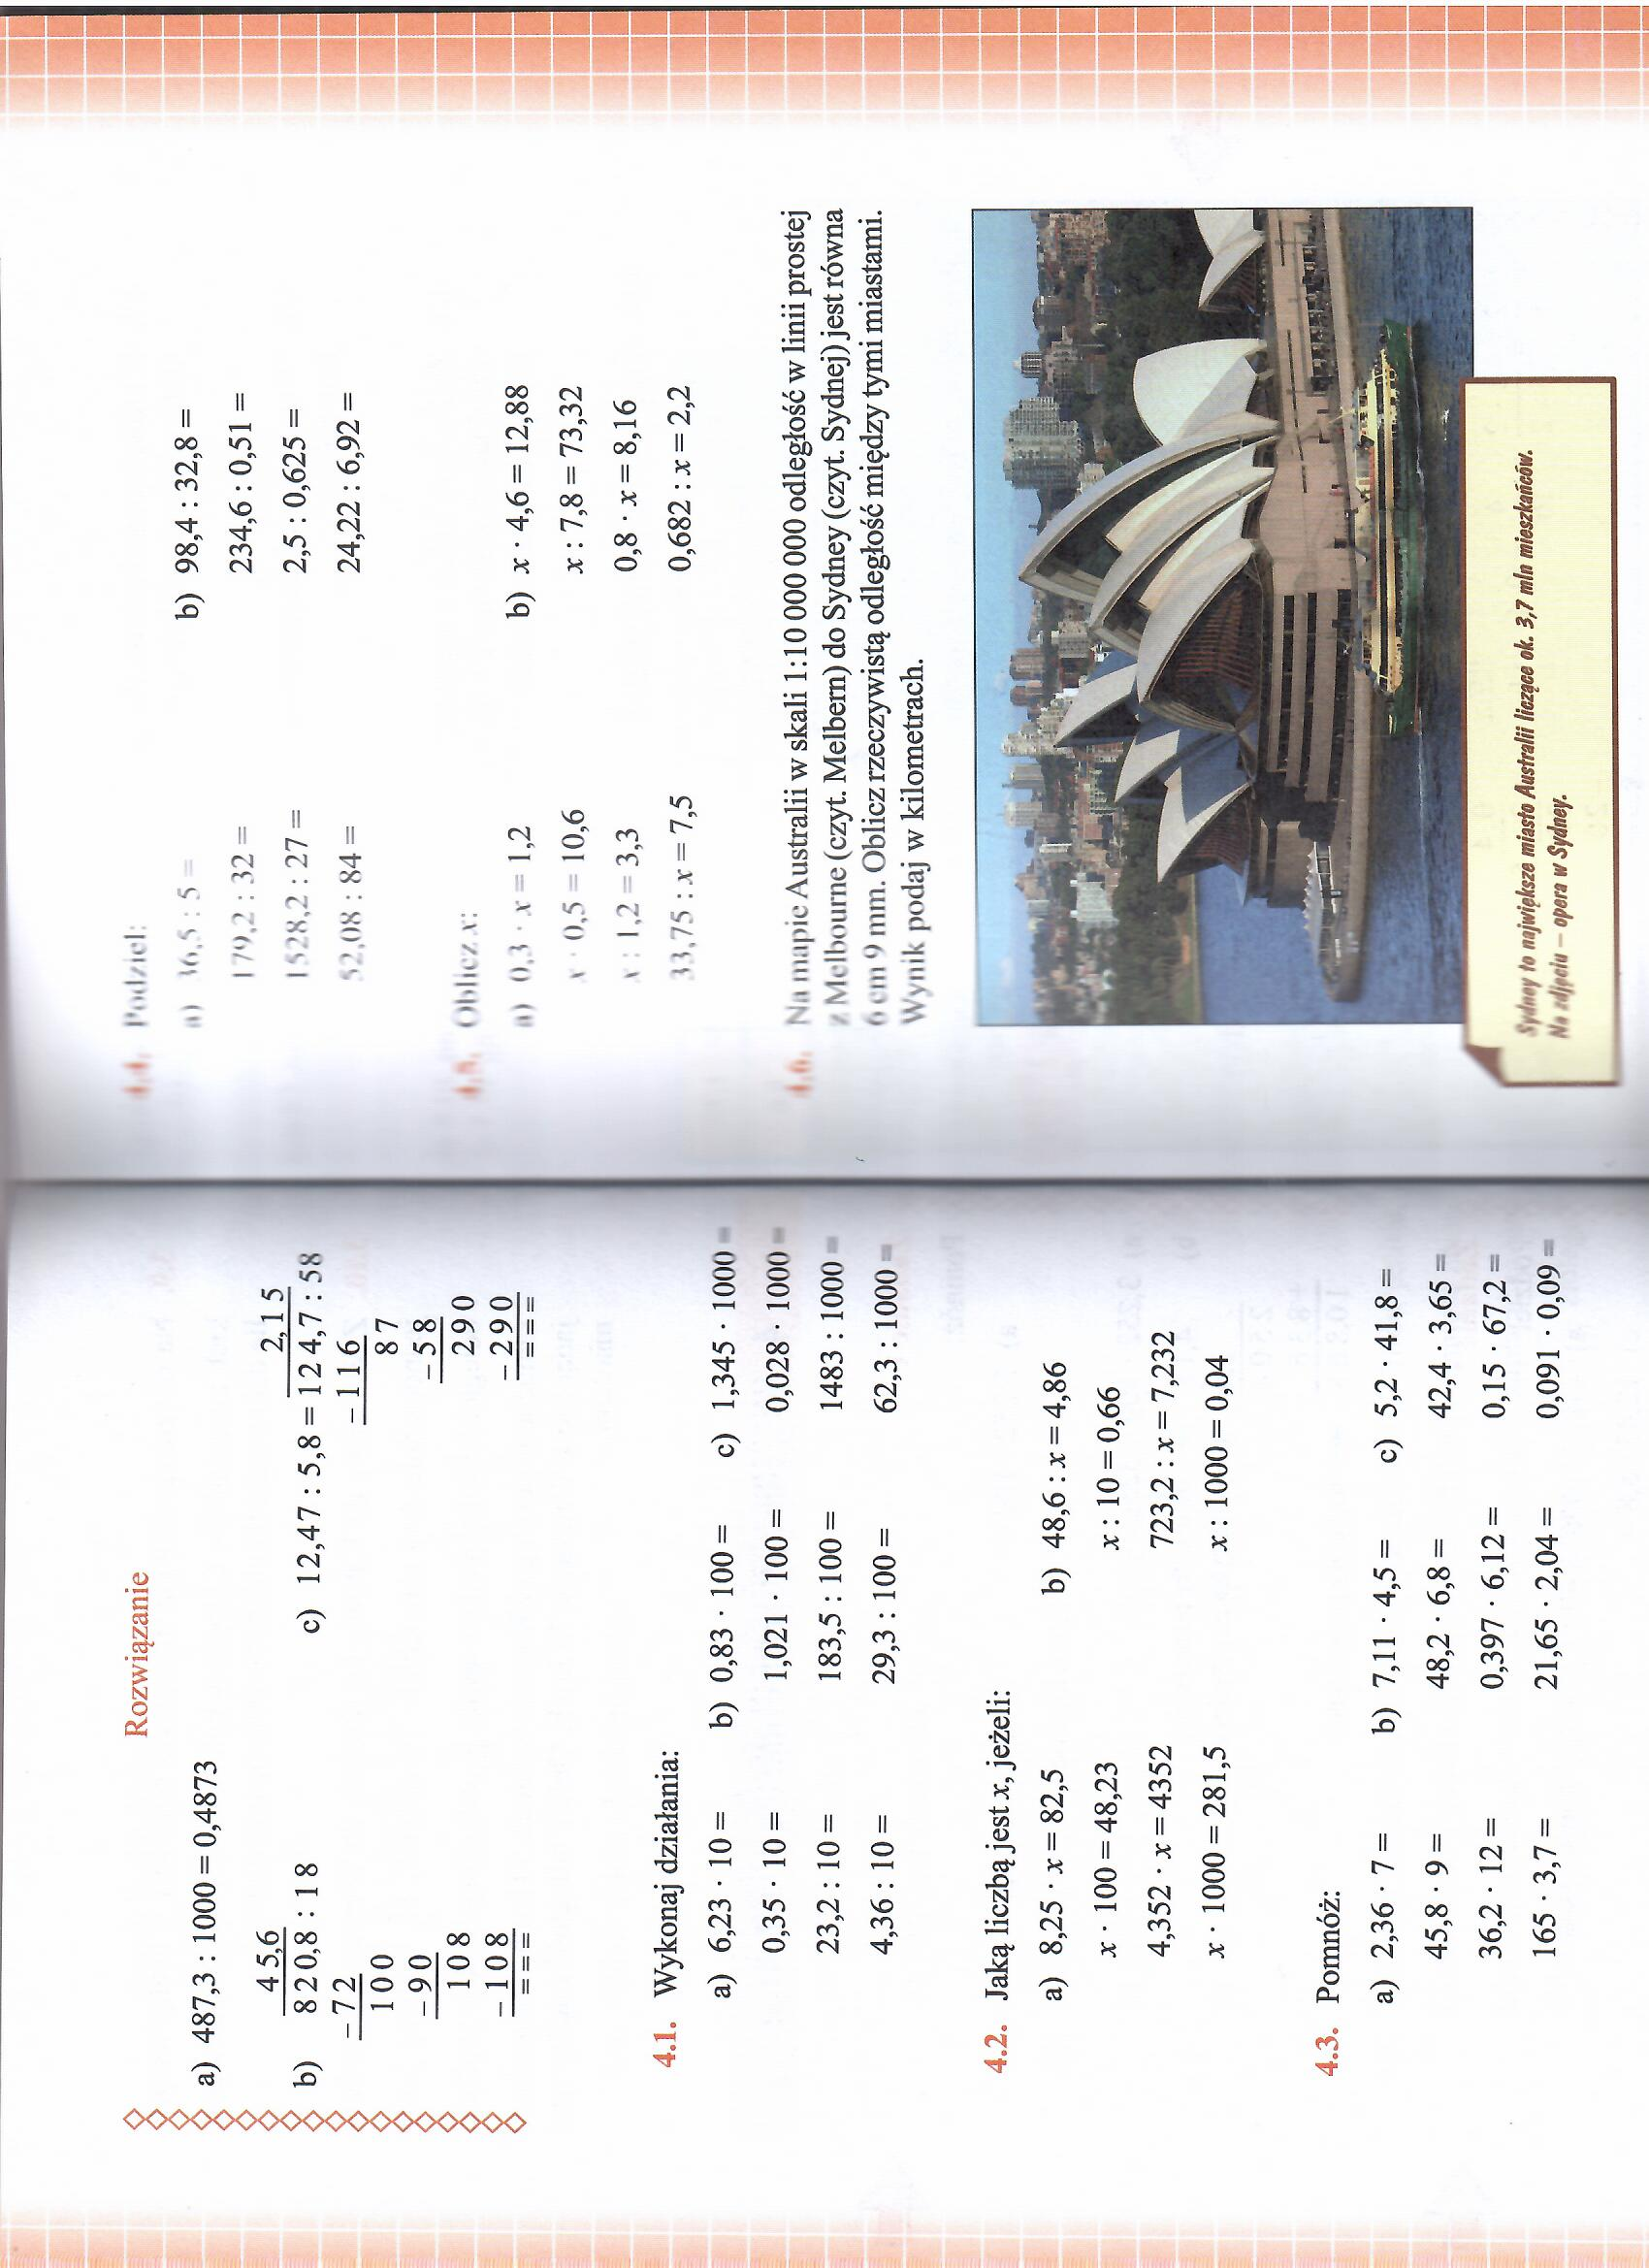 Rozwiązanie
a) 487,3 : 1000 = 0,4873
45,6
b) 820,8 : 18
–72
100
–90
108
–108
===
2,15
c) 12,47 : 5,8 = 124,7 : 58
–116
87
–58
290
–290
===
4.1. Wykonaj działania:
a) 6,23 · 10 = b) 0,83 · 100 = c) 1,345 · 1000 =
0,35 · 10 = 1,021 · 100 = 0,028 · 1000 =
23,2 : 10 = 183,5 : 100 = 1483 : 1000 =
4,36 : 10 = 29,3 : 100 = 62,3 : 1000 =
4.2. Jaką liczbą jest x, jeżeli:
a) 8,25 · x = 82,5 b) 48,6 : x = 4,86
x · 100 = 48,23 x : 10 = 0,66
4,352 · x = 4352 723,2 : x = 7,232
x · 1000 = 281,5 x : 1000 = 0,04
4.3. Pomnóż:
a) 2,36 · 7 = b) 7,11 · 4,5 = c) 5,2 · 41,8 =
45,8 · 9 = 48,2 · 6,8 = 42,4 · 3,65 =
36,2 · 12 = 0,397 · 6,12 = 0,15 · 67,2 =
165 · 3,7 = 21,65 · 2,04 = 0,091 · 0,09 =
4.4. Podziel:
a) 36,5 : 5 = b) 98,4 : 32,8 =
179,2 : 32 = 234,6 : 0,51 =
1528,2 : 27 = 2,5 : 0,625 =
52,08 : 84 = 24,22 : 6,92 =
4.5. Oblicz x:
a) 0,3 · x = 1,2 b) x · 4,6 = 12,88
x · 0,5 = 10,6 x : 7,8 = 73,32
x : 1,2 = 3,3 0,8 · x = 8,16
33,75 : x = 7,5 0,682 : x = 2,2
4.6. Na mapie Australii w skali 1:10 000 000 odległość w linii prostej
z Melbourne (czyt. Melbern) do Sydney (czyt. Sydnej) jest równa
6 cm 9 mm. Oblicz rzeczywistą odległość między tymi miastami.
Wynik podaj w kilometrach.
Sydney to największe miasto Australii liczące ok. 3,7 mln mieszkańców.
Na zdjęciu – opera w Sydney.